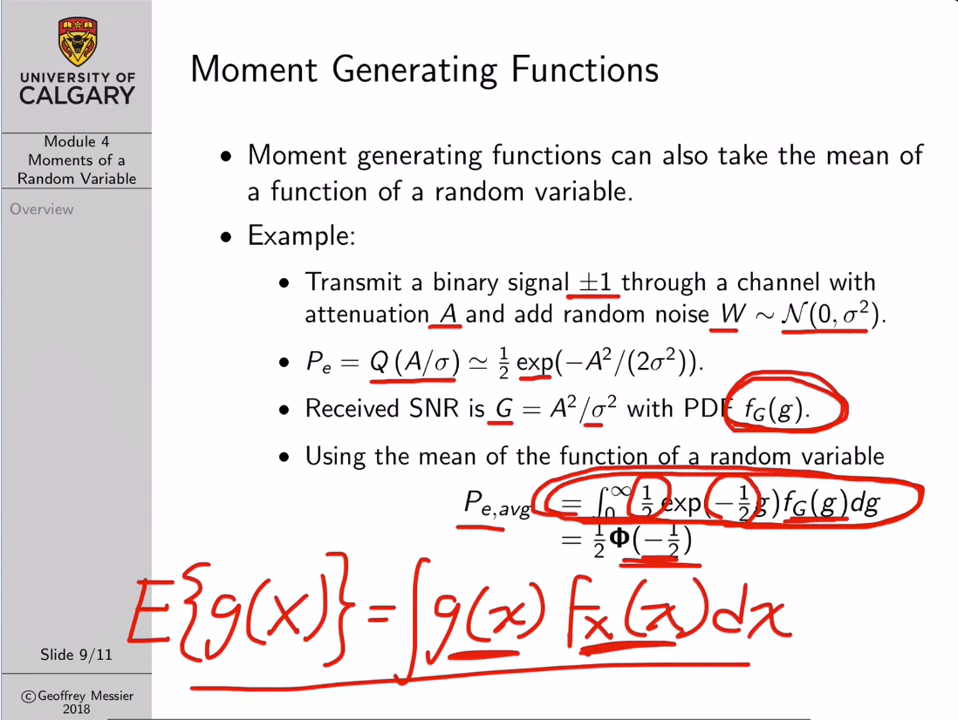 UNIVERSITY OF
CALGARY
Module 4
Moments of a
Random Variable
Overview
Moment Generating Functions
• Moment generating functions can also take the mean of
a function of a random variable.
• Example:
• Transmit a binary signal ±1 through a channel with
attenuation A and add random noise W ∼ 𝒩(0, σ²).
• Pₑ = Q (A/σ) ≃ ½ exp(−A²/(2σ²)).
• Received SNR is G = A²/σ² with PDF f_G(g).
• Using the mean of the function of a random variable
P_{e,avg} = ∫₀^∞ ½ exp(−½g) f_G(g)dg
= ½Φ(−½)
E{g(X)} = ∫ g(x) f_X(x) dx
Slide 9/11
©Geoffrey Messier
2018